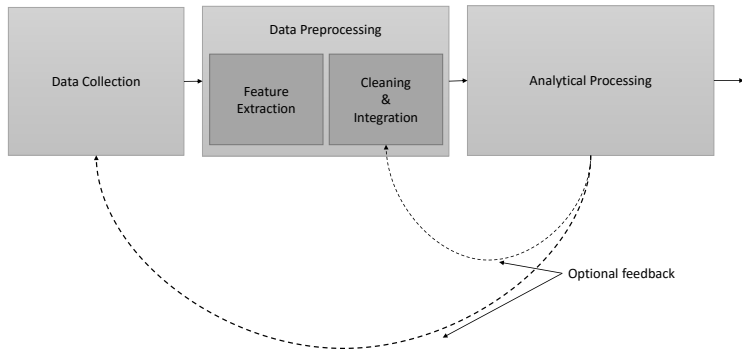 Data Preprocessing
Data Collection
Feature
Extraction
Cleaning
&
Integration
Analytical Processing
Optional feedback